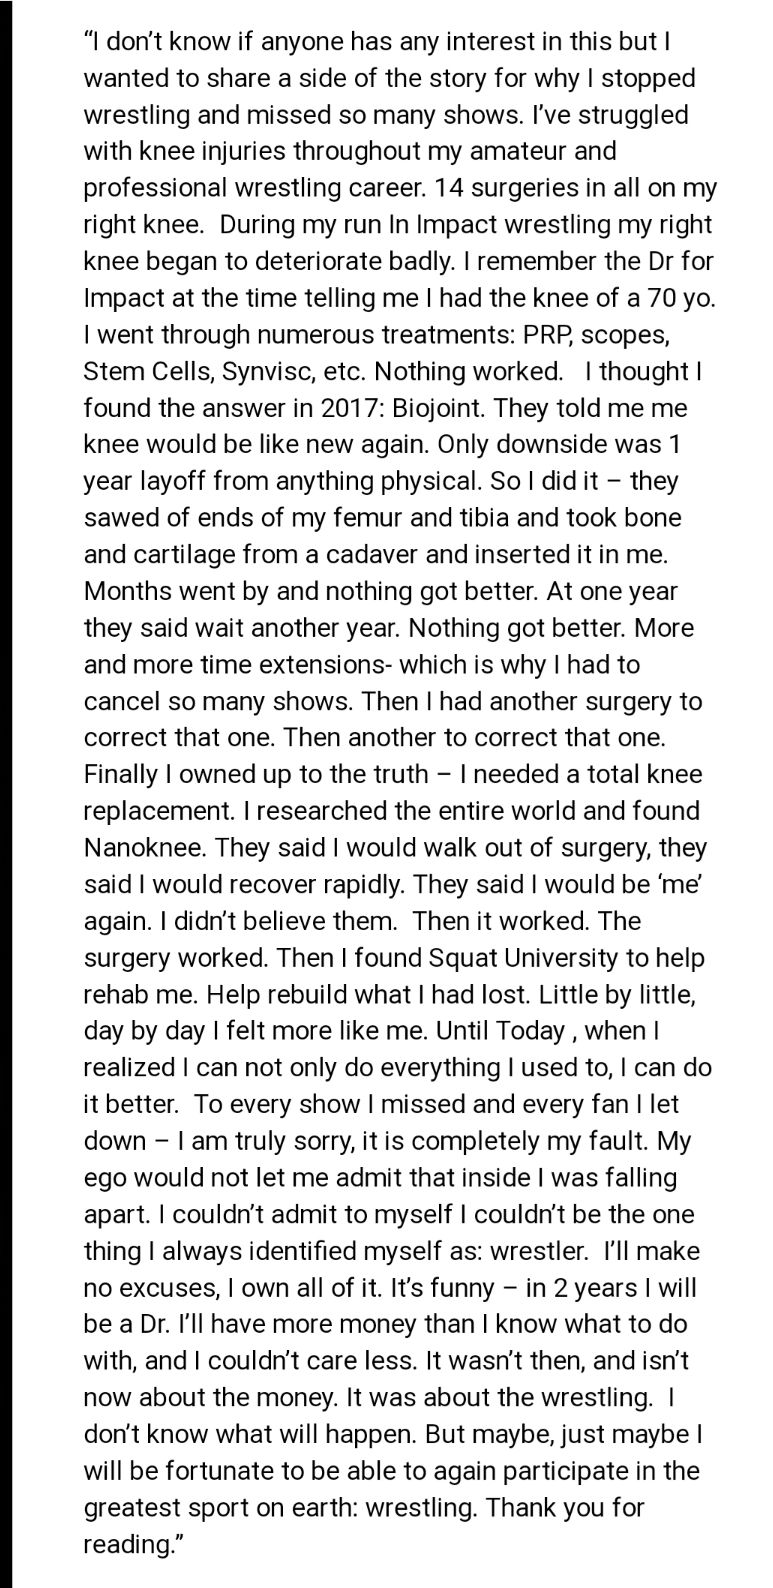 “I don’t know if anyone has any interest in this but I
wanted to share a side of the story for why I stopped
wrestling and missed so many shows. I’ve struggled
with knee injuries throughout my amateur and
professional wrestling career. 14 surgeries in all on my
right knee.  During my run In Impact wrestling my right
knee began to deteriorate badly. I remember the Dr for
Impact at the time telling me I had the knee of a 70 yo.
I went through numerous treatments: PRP, scopes,
Stem Cells, Synvisc, etc. Nothing worked.   I thought I
found the answer in 2017: Biojoint. They told me me
knee would be like new again. Only downside was 1
year layoff from anything physical. So I did it – they
sawed of ends of my femur and tibia and took bone
and cartilage from a cadaver and inserted it in me.
Months went by and nothing got better. At one year
they said wait another year. Nothing got better. More
and more time extensions- which is why I had to
cancel so many shows. Then I had another surgery to
correct that one. Then another to correct that one.
Finally I owned up to the truth – I needed a total knee
replacement. I researched the entire world and found
Nanoknee. They said I would walk out of surgery, they
said I would recover rapidly. They said I would be ‘me’
again. I didn’t believe them.  Then it worked. The
surgery worked. Then I found Squat University to help
rehab me. Help rebuild what I had lost. Little by little,
day by day I felt more like me. Until Today , when I
realized I can not only do everything I used to, I can do
it better.  To every show I missed and every fan I let
down – I am truly sorry, it is completely my fault. My
ego would not let me admit that inside I was falling
apart. I couldn’t admit to myself I couldn’t be the one
thing I always identified myself as: wrestler.  I’ll make
no excuses, I own all of it. It’s funny – in 2 years I will
be a Dr. I’ll have more money than I know what to do
with, and I couldn’t care less. It wasn’t then, and isn’t
now about the money. It was about the wrestling.  I
don’t know what will happen. But maybe, just maybe I
will be fortunate to be able to again participate in the
greatest sport on earth: wrestling. Thank you for
reading.”